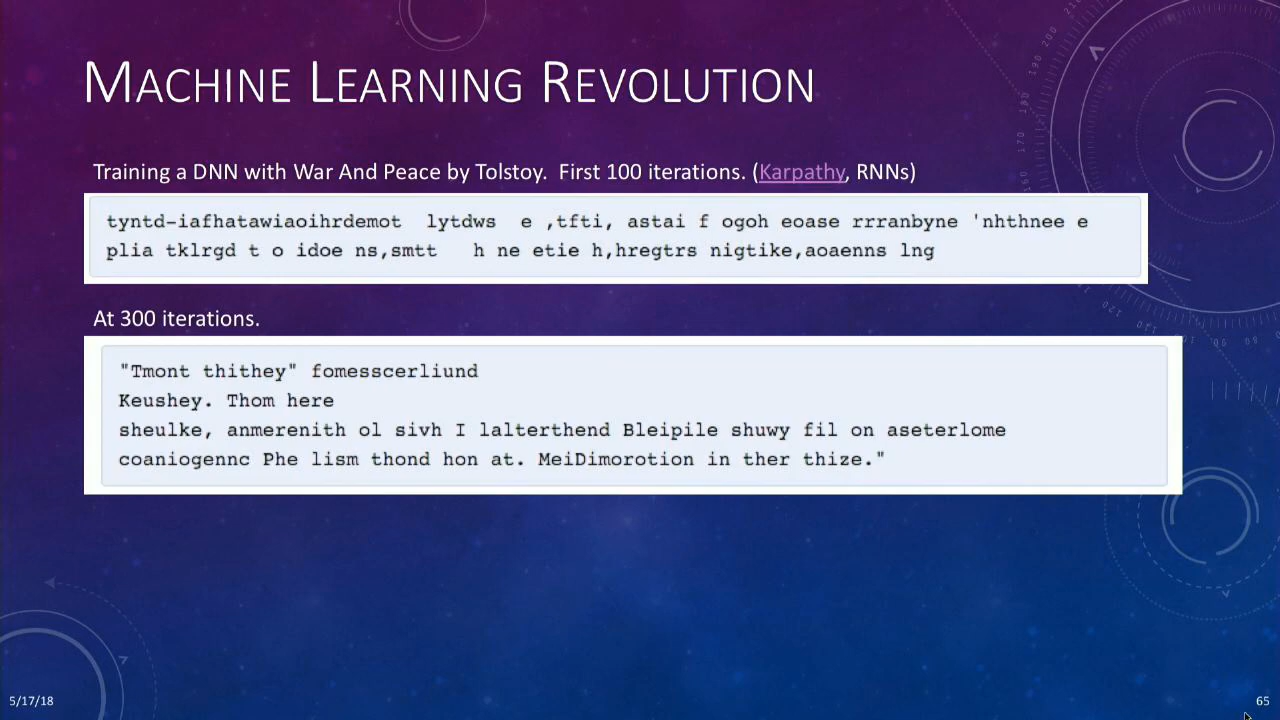 MACHINE LEARNING REVOLUTION
Training a DNN with War And Peace by Tolstoy. First 100 iterations. (Karpathy, RNNs)
tyntd-iafhatawiaoihrdemot lytdws e ,tfti, astai f ogoh eoase rrranbyne 'nhthnee e
plia tklrgd t o idoe ns,smtt h ne etie h,hregtrs nigtike,aoaenns lng
At 300 iterations.
"Tmont thithey" fomesscerliund
Keushey. Thom here
sheulke, anmerenith ol sivh I lalterthend Bleipile shuwy fil on aseterlome
coaniogennc Phe lism thond hon at. MeiDimorotion in ther thize."
5/17/18
65